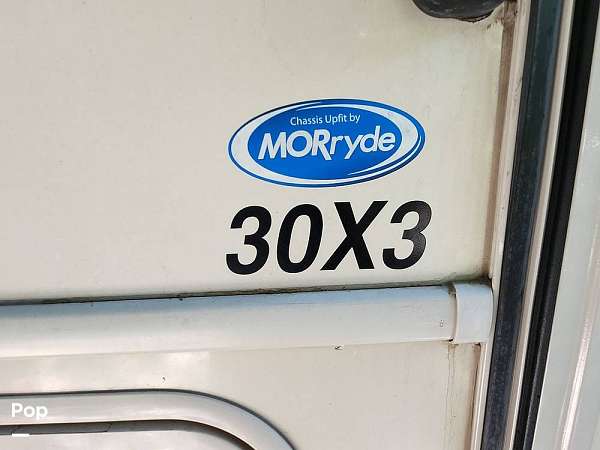 Chassis Upfit by
MORryde
30X3
Pop